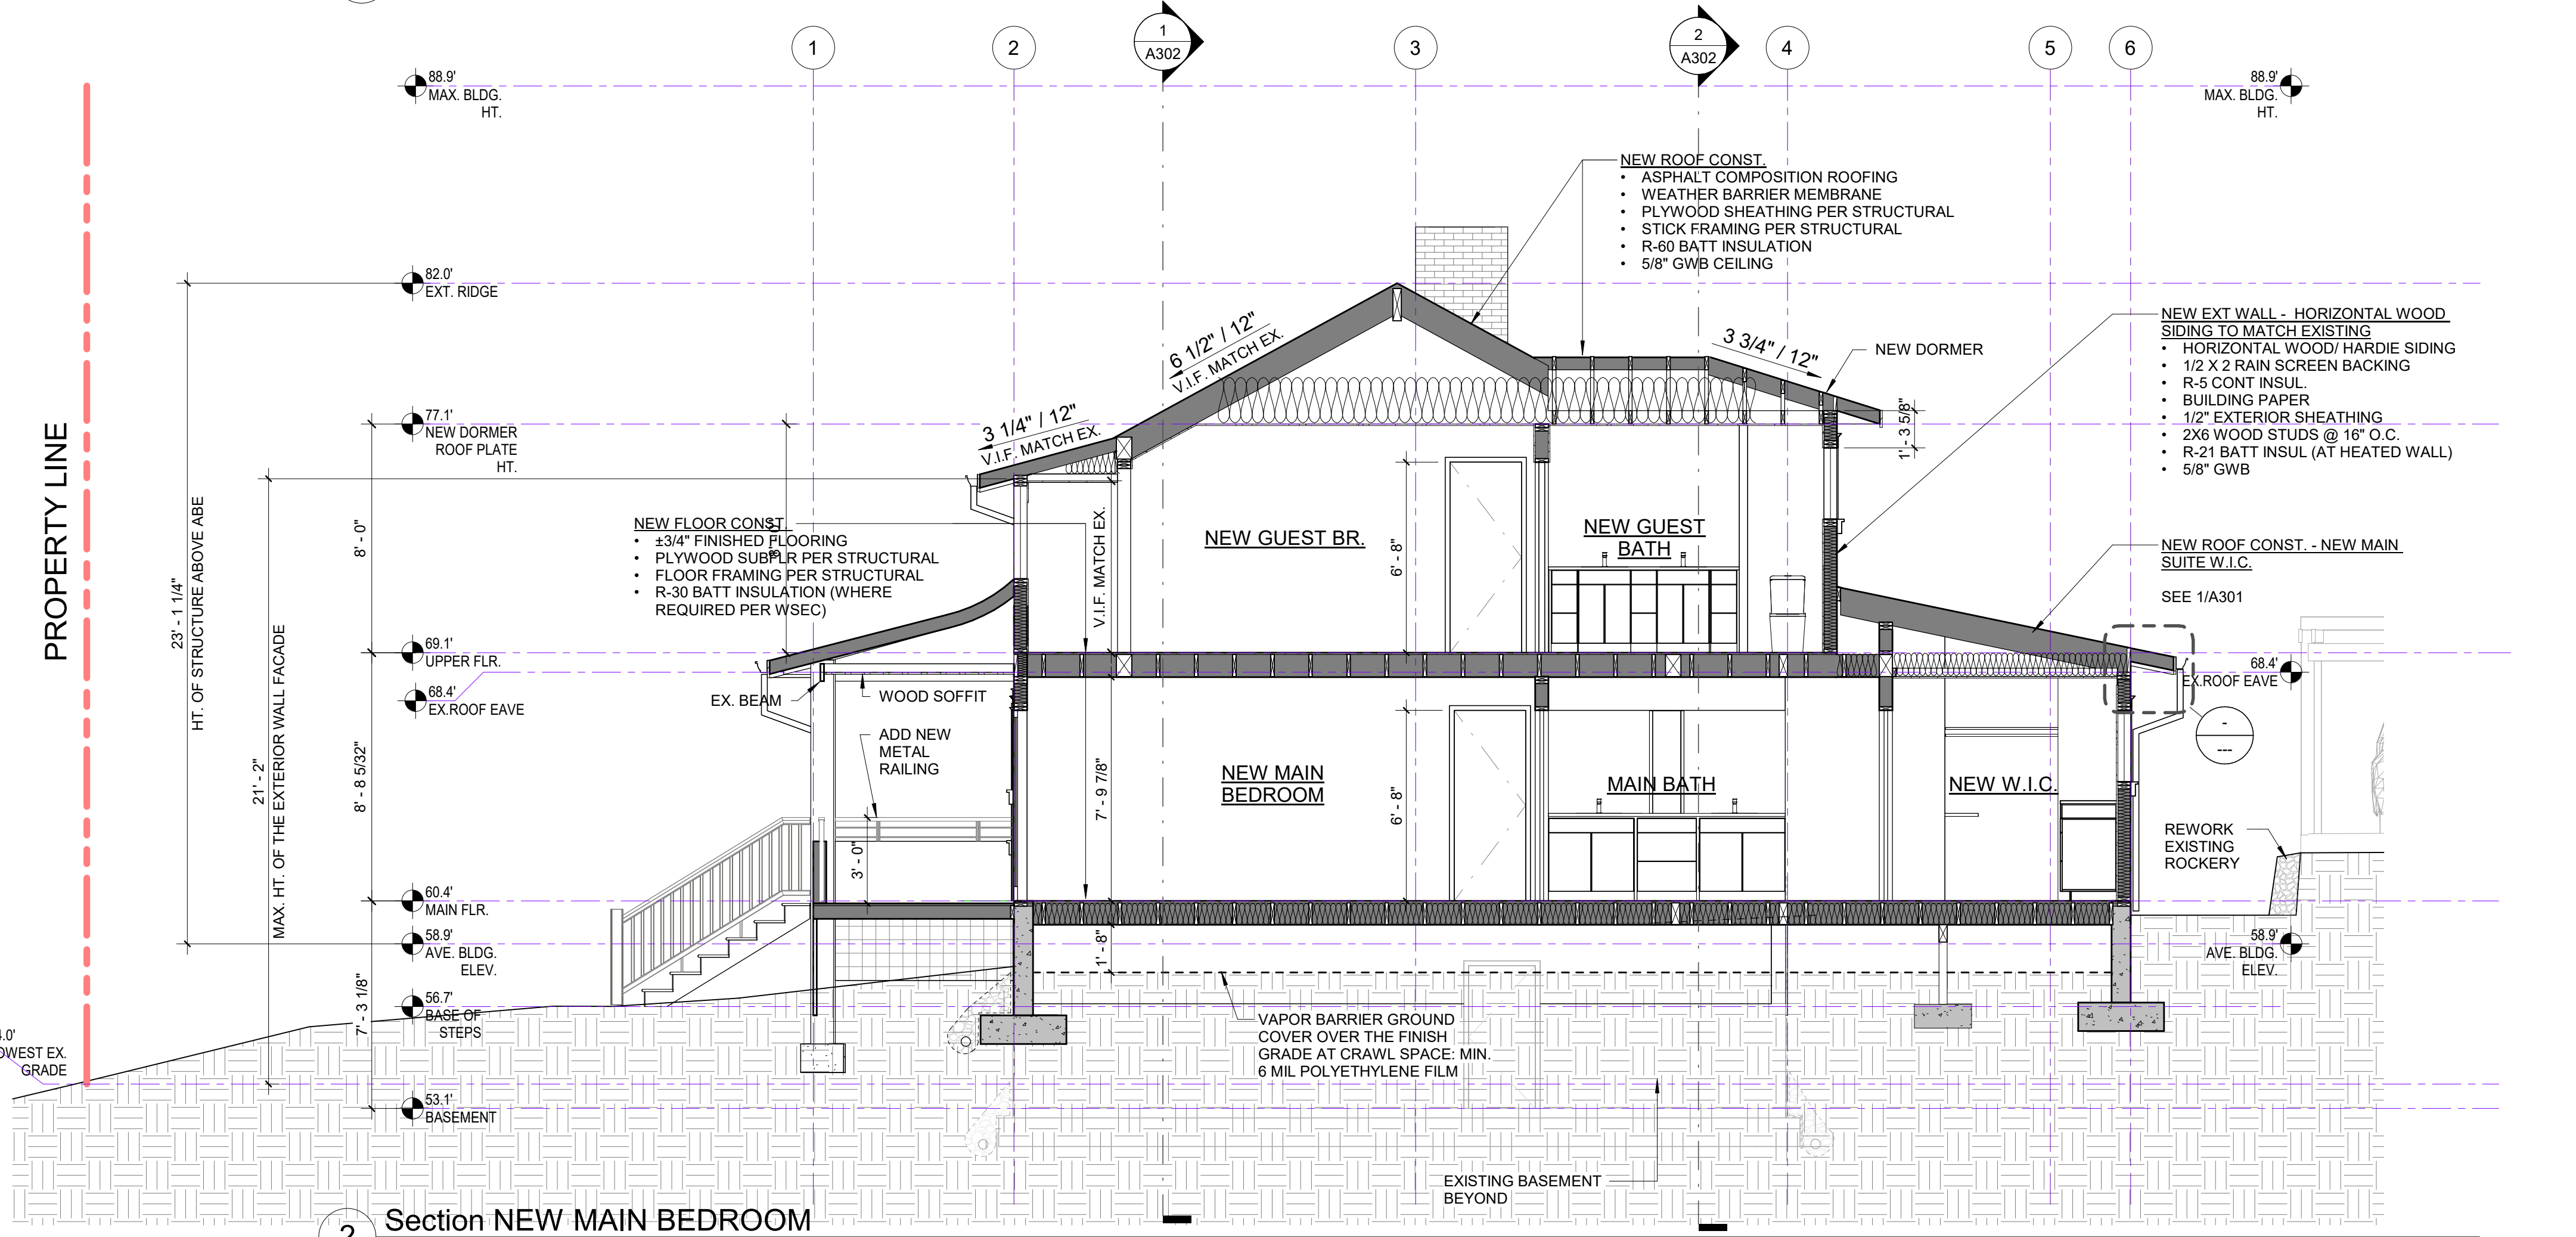 1
2
1
A302
3
2
A302
4
5
6
88.9'
MAX. BLDG.
HT.
88.9'
MAX. BLDG.
HT.
NEW ROOF CONST.
• ASPHALT COMPOSITION ROOFING
• WEATHER BARRIER MEMBRANE
• PLYWOOD SHEATHING PER STRUCTURAL
• STICK FRAMING PER STRUCTURAL
• R-60 BATT INSULATION
• 5/8" GWB CEILING
82.0'
EXT. RIDGE
6 1/2" / 12"
V.I.F. MATCH EX.
3 3/4" / 12"
NEW DORMER
NEW EXT WALL - HORIZONTAL WOOD
SIDING TO MATCH EXISTING
• HORIZONTAL WOOD/ HARDIE SIDING
• 1/2 X 2 RAIN SCREEN BACKING
• R-5 CONT INSUL.
• BUILDING PAPER
• 1/2" EXTERIOR SHEATHING
• 2X6 WOOD STUDS @ 16" O.C.
• R-21 BATT INSUL (AT HEATED WALL)
• 5/8" GWB
77.1'
NEW DORMER
ROOF PLATE
HT.
3 1/4" / 12"
V.I.F. MATCH EX.
1' - 3 5/8"
PROPERTY LINE
23' - 1 1/4"
HT. OF STRUCTURE ABOVE ABE
21' - 2"
MAX. HT. OF THE EXTERIOR WALL FACADE
8' - 0"
8' - 0"
NEW FLOOR CONST.
• ±3/4" FINISHED FLOORING
• PLYWOOD SUBFLR PER STRUCTURAL
• FLOOR FRAMING PER STRUCTURAL
• R-30 BATT INSULATION (WHERE
REQUIRED PER WSEC)
V.I.F. MATCH EX.
NEW GUEST BR.
6' - 8"
NEW GUEST
BATH
NEW ROOF CONST. - NEW MAIN
SUITE W.I.C.
SEE 1/A301
69.1'
UPPER FLR.
68.4'
EX.ROOF EAVE
68.4'
EX.ROOF EAVE
EX. BEAM
WOOD SOFFIT
ADD NEW
METAL
RAILING
8' - 8 5/32"
3' - 0"
7' - 9 7/8"
NEW MAIN
BEDROOM
6' - 8"
MAIN BATH
NEW W.I.C.
-
---
REWORK
EXISTING
ROCKERY
60.4'
MAIN FLR.
58.9'
AVE. BLDG.
ELEV.
58.9'
AVE. BLDG.
ELEV.
1' - 8"
7' - 3 1/8"
56.7'
BASE OF
STEPS
.0'
WEST EX.
GRADE
VAPOR BARRIER GROUND
COVER OVER THE FINISH
GRADE AT CRAWL SPACE: MIN.
6 MIL POLYETHYLENE FILM
53.1'
BASEMENT
EXISTING BASEMENT
BEYOND
2
Section NEW MAIN BEDROOM